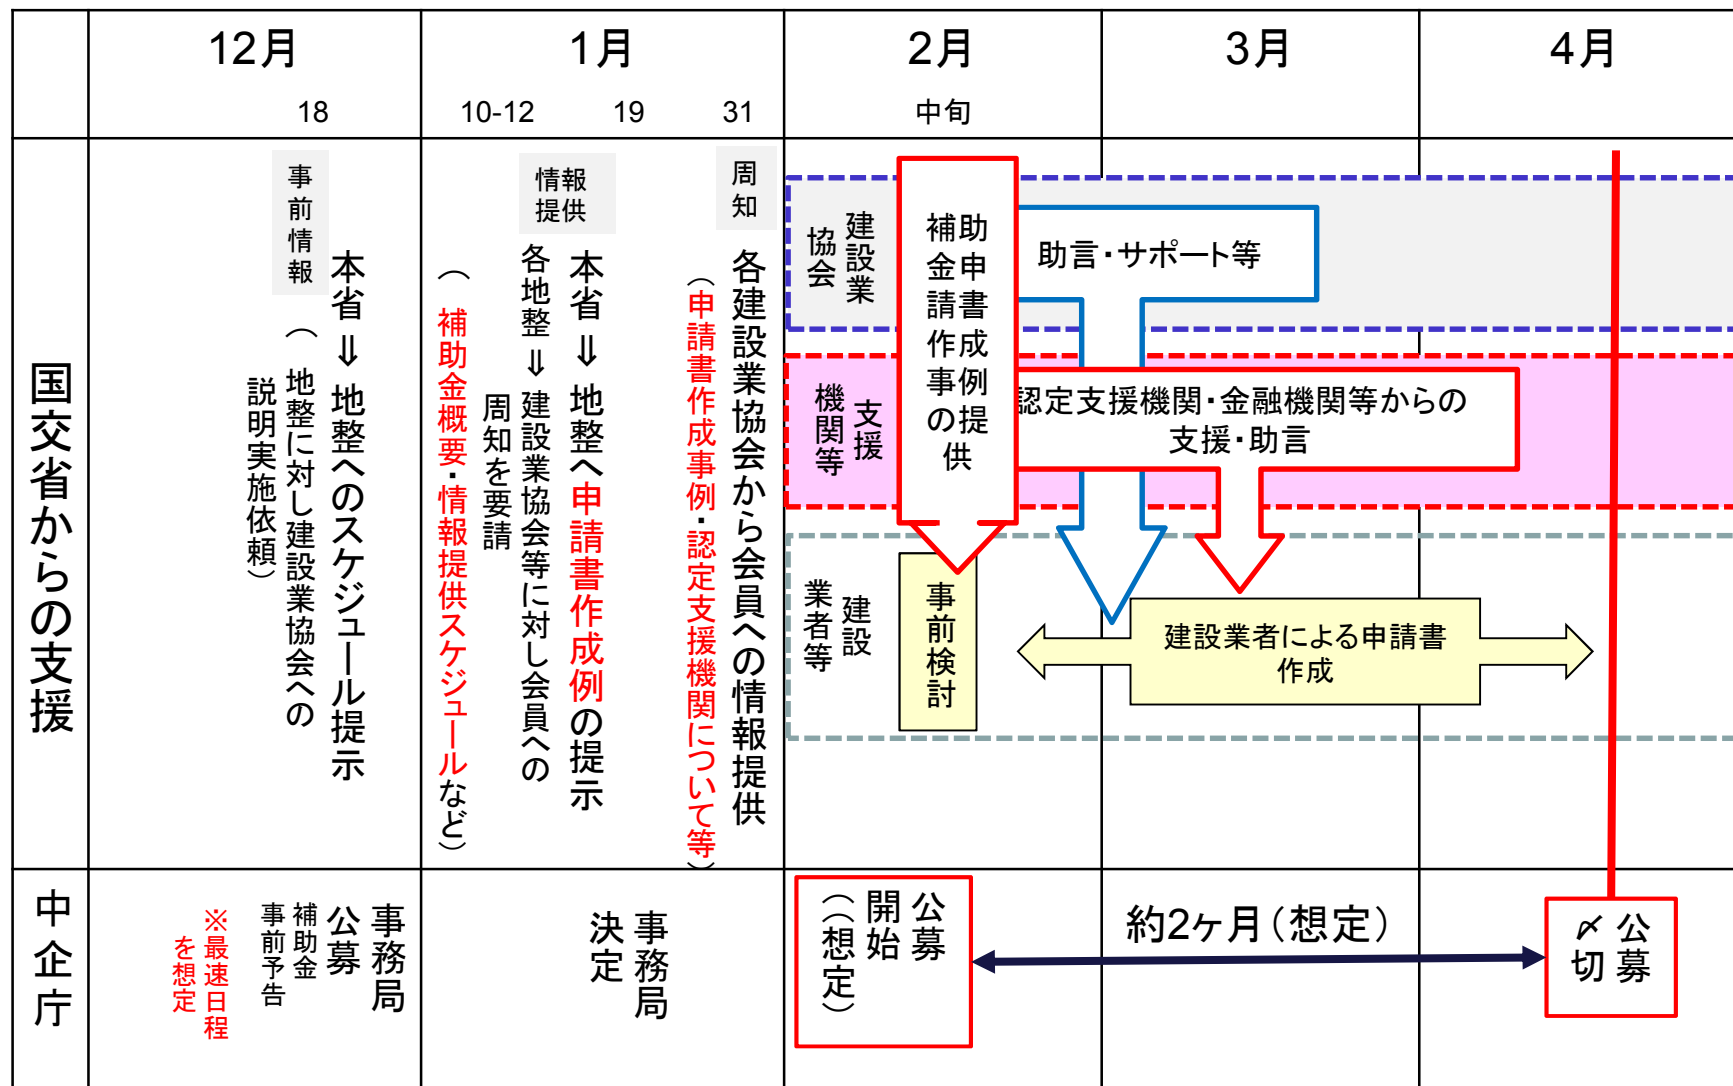 12月
1月
2月
3月
4月
18
10-12
19
31
中旬
国交省からの支援
事前情報
本省⇒地整へのスケジュール提示
（地整に対し建設業協会への
説明実施依頼）
情報
提供
本省⇒地整へ申請書作成例の提示
各地整⇒建設業協会等に対し会員への
周知を要請
（補助金概要・情報提供スケジュールなど）
周知
各建設業協会から会員への情報提供
（申請書作成事例・認定支援機関について等）
建設業
協会
補助金申請書作成事例の提供
助言・サポート等
支援
機関等
認定支援機関・金融機関等からの
支援・助言
建設
業者等
事前検討
建設業者による申請書
作成
中企庁
事務局
公募
補助金
事前予告
※最速日程
を想定
事務局
決定
公募
開始
（（想定）
約2ヶ月（想定）
公募
〆切